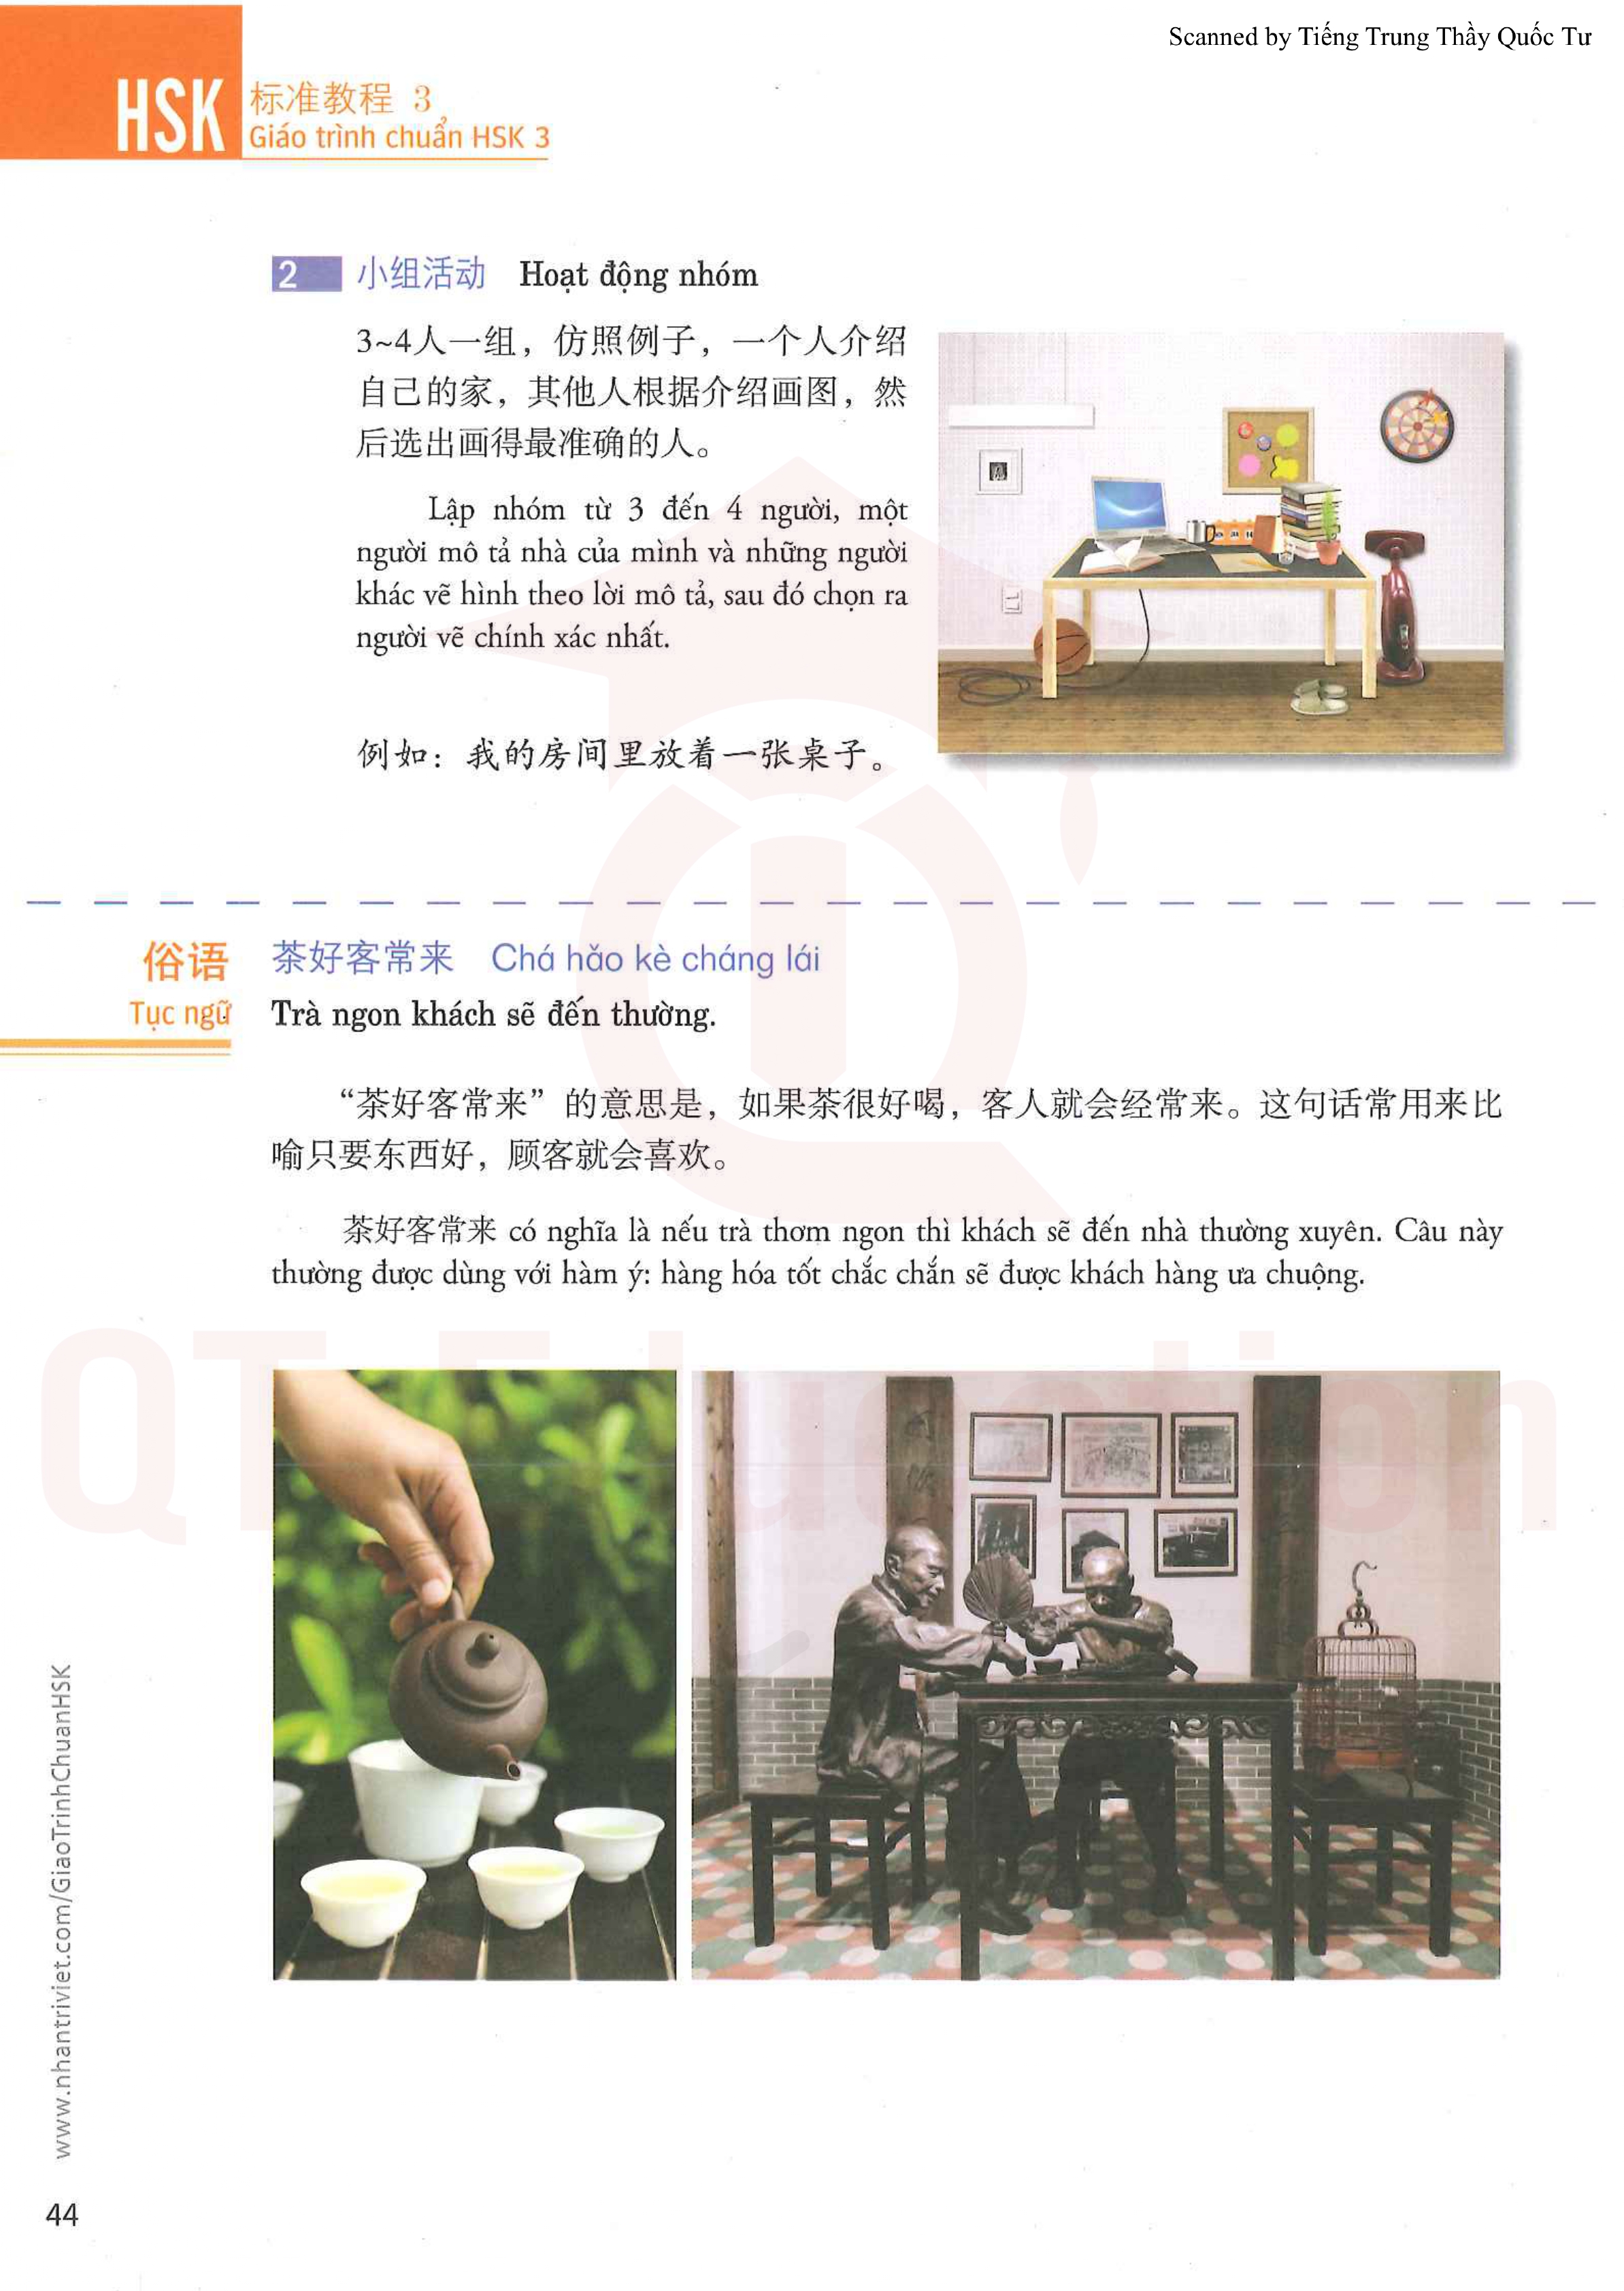 Scanned by Tiếng Trung Thầy Quốc Tư
HSK
标准教程 3
Giáo trình chuẩn HSK 3
2 小组活动 Hoạt động nhóm
3~4人一组，仿照例子，一个人介绍
自己的家，其他人根据介绍画图，然
后选出画得最准确的人。
Lập nhóm từ 3 đến 4 người, một
người mô tả nhà của mình và những người
khác vẽ hình theo lời mô tả, sau đó chọn ra
người vẽ chính xác nhất.
例如：我的房间里放着一张桌子。
俗语
Tục ngữ
茶好客常来 Chá hǎo kè cháng lái
Trà ngon khách sẽ đến thường.
“茶好客常来”的意思是，如果茶很好喝，客人就会经常来。这句话常用来比
喻只要东西好，顾客就会喜欢。
茶好客常来 có nghĩa là nếu trà thơm ngon thì khách sẽ đến nhà thường xuyên. Câu này
thường được dùng với hàm ý: hàng hóa tốt chắc chắn sẽ được khách hàng ưa chuộng.
QT Education
www.nhantriviet.com/GiaoTrinhChuanHSK
44